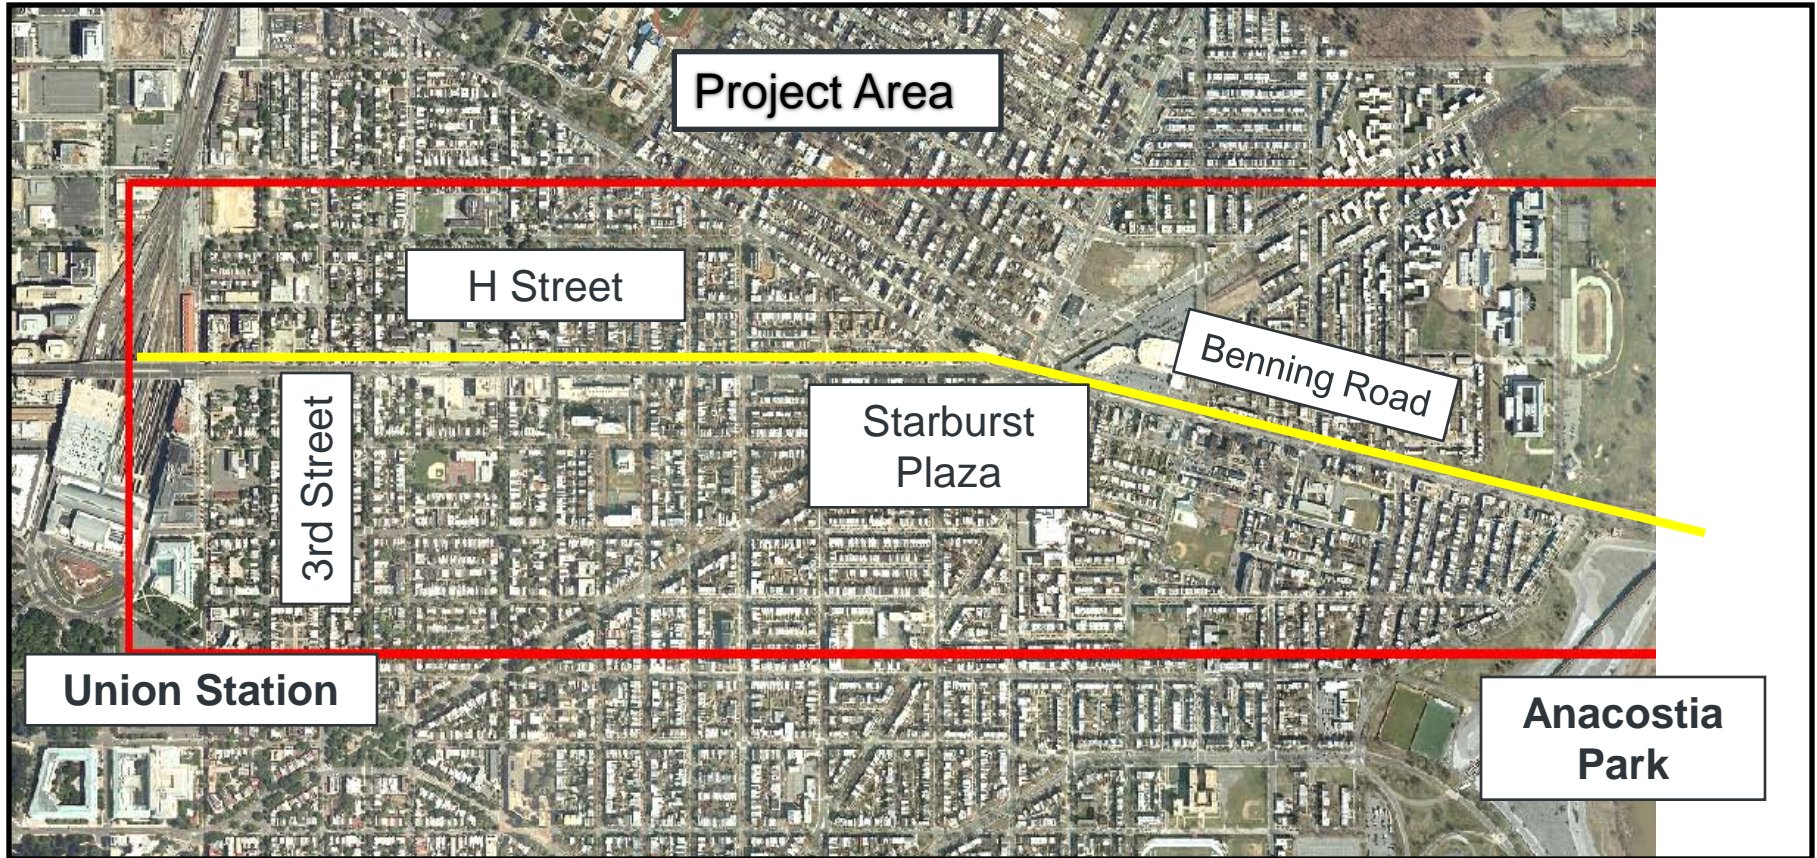 Project Area
H Street
Benning Road
3rd Street
Starburst
Plaza
Union Station
Anacostia
Park